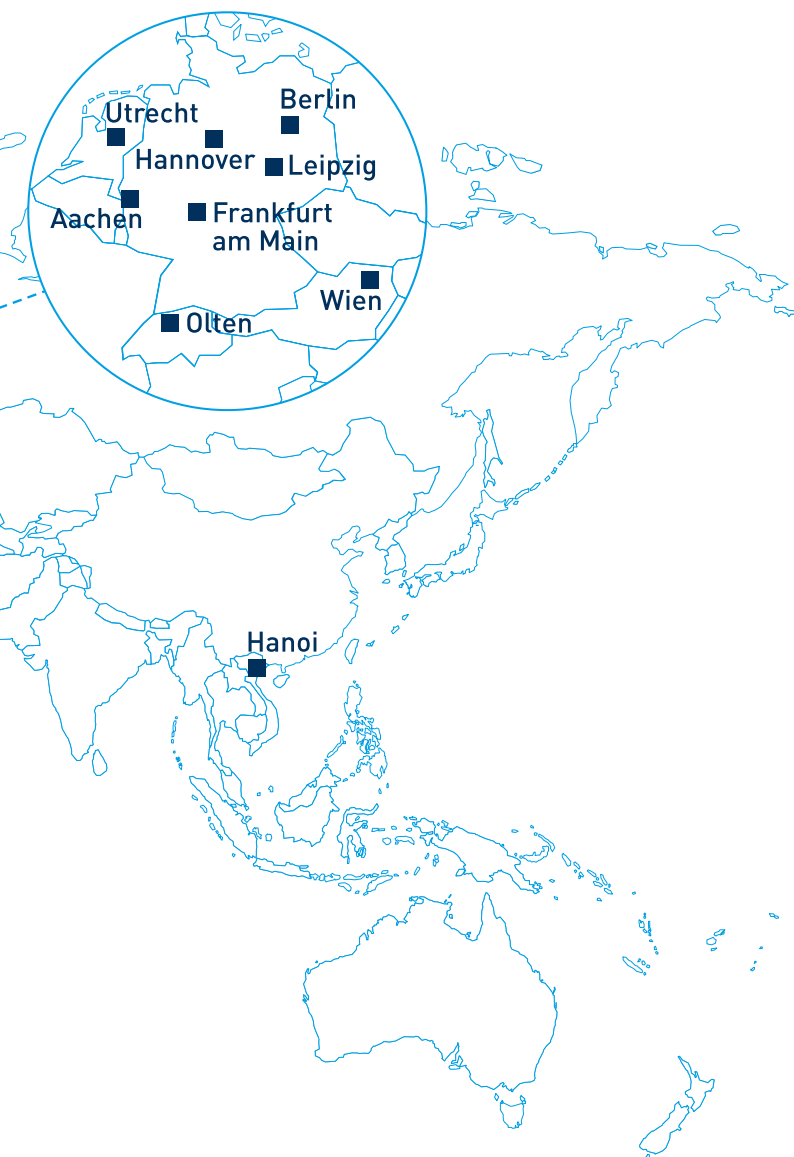 Berlin
Utrecht
Hannover
Leipzig
Aachen
Frankfurt
am Main
Wien
Olten
Hanoi